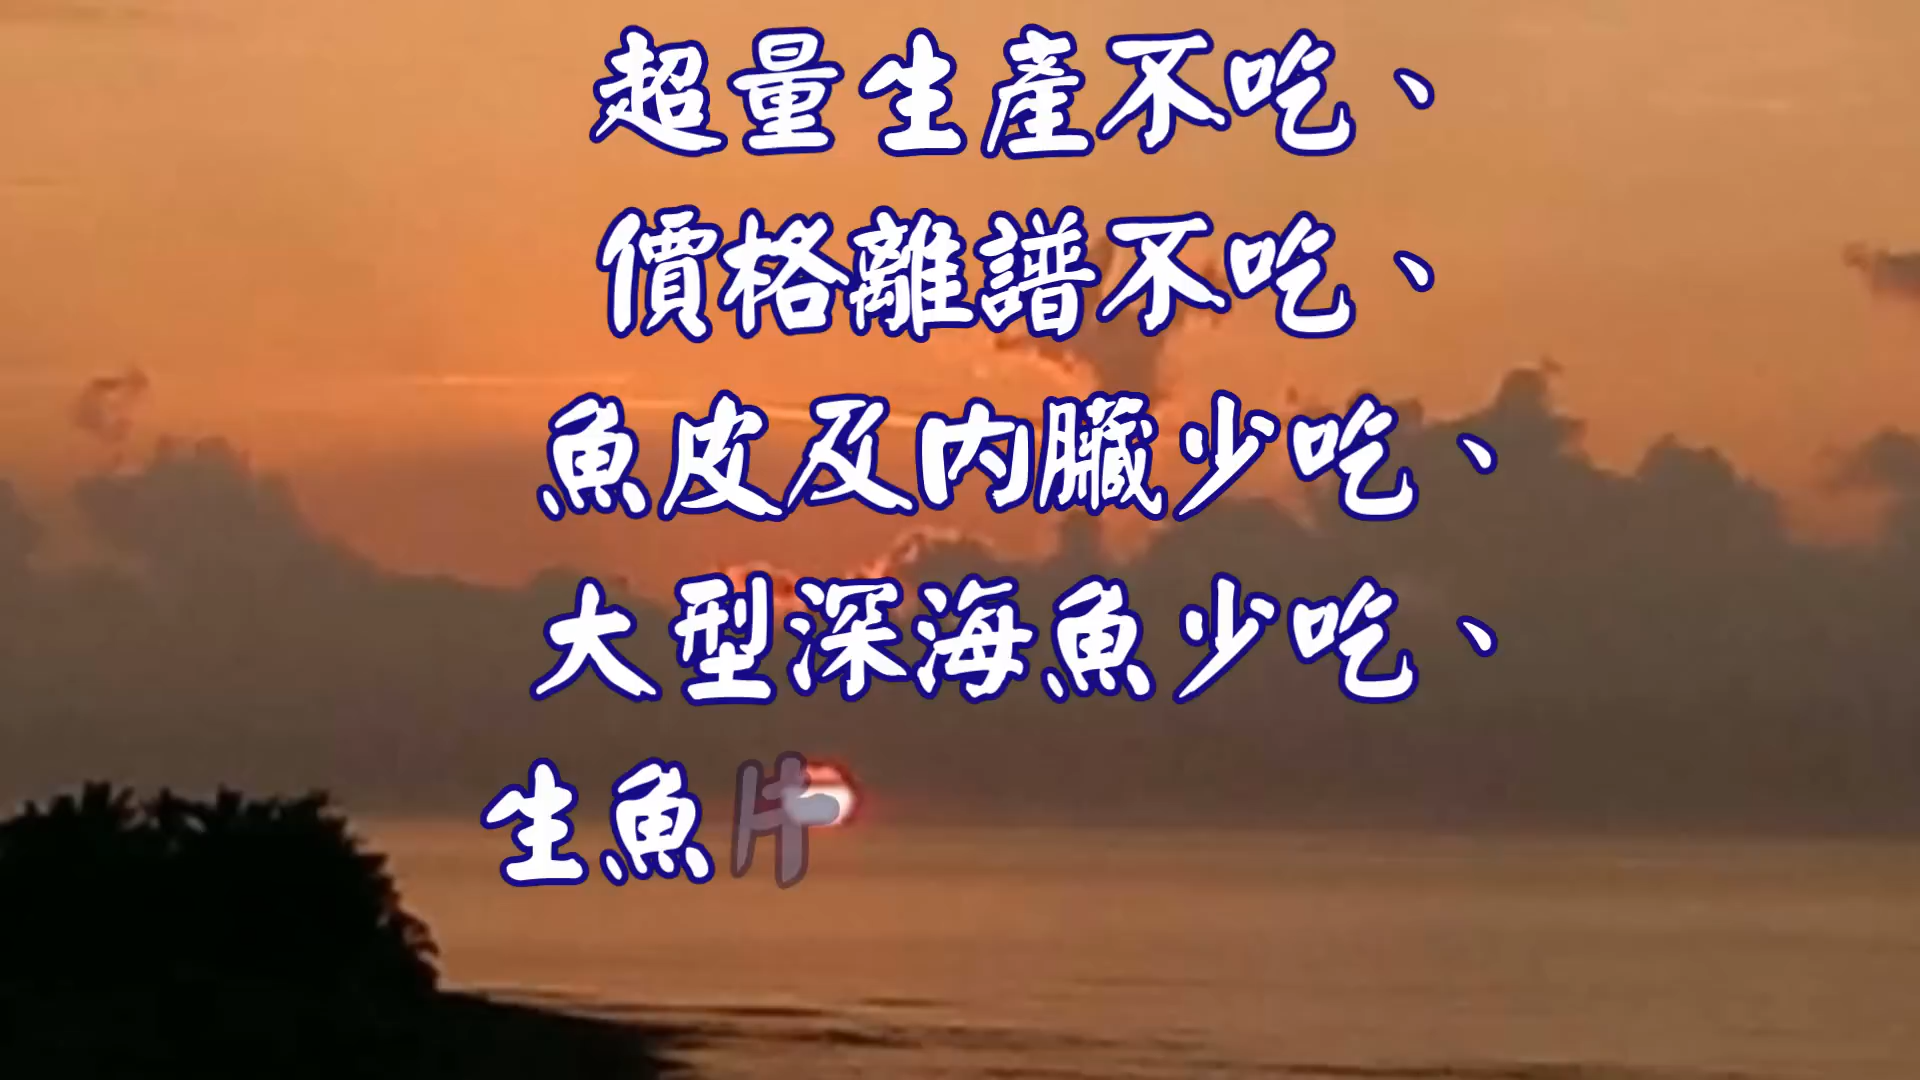 超量生產不吃、
價格離譜不吃、
魚皮及內臟少吃、
大型深海魚少吃、
生魚片